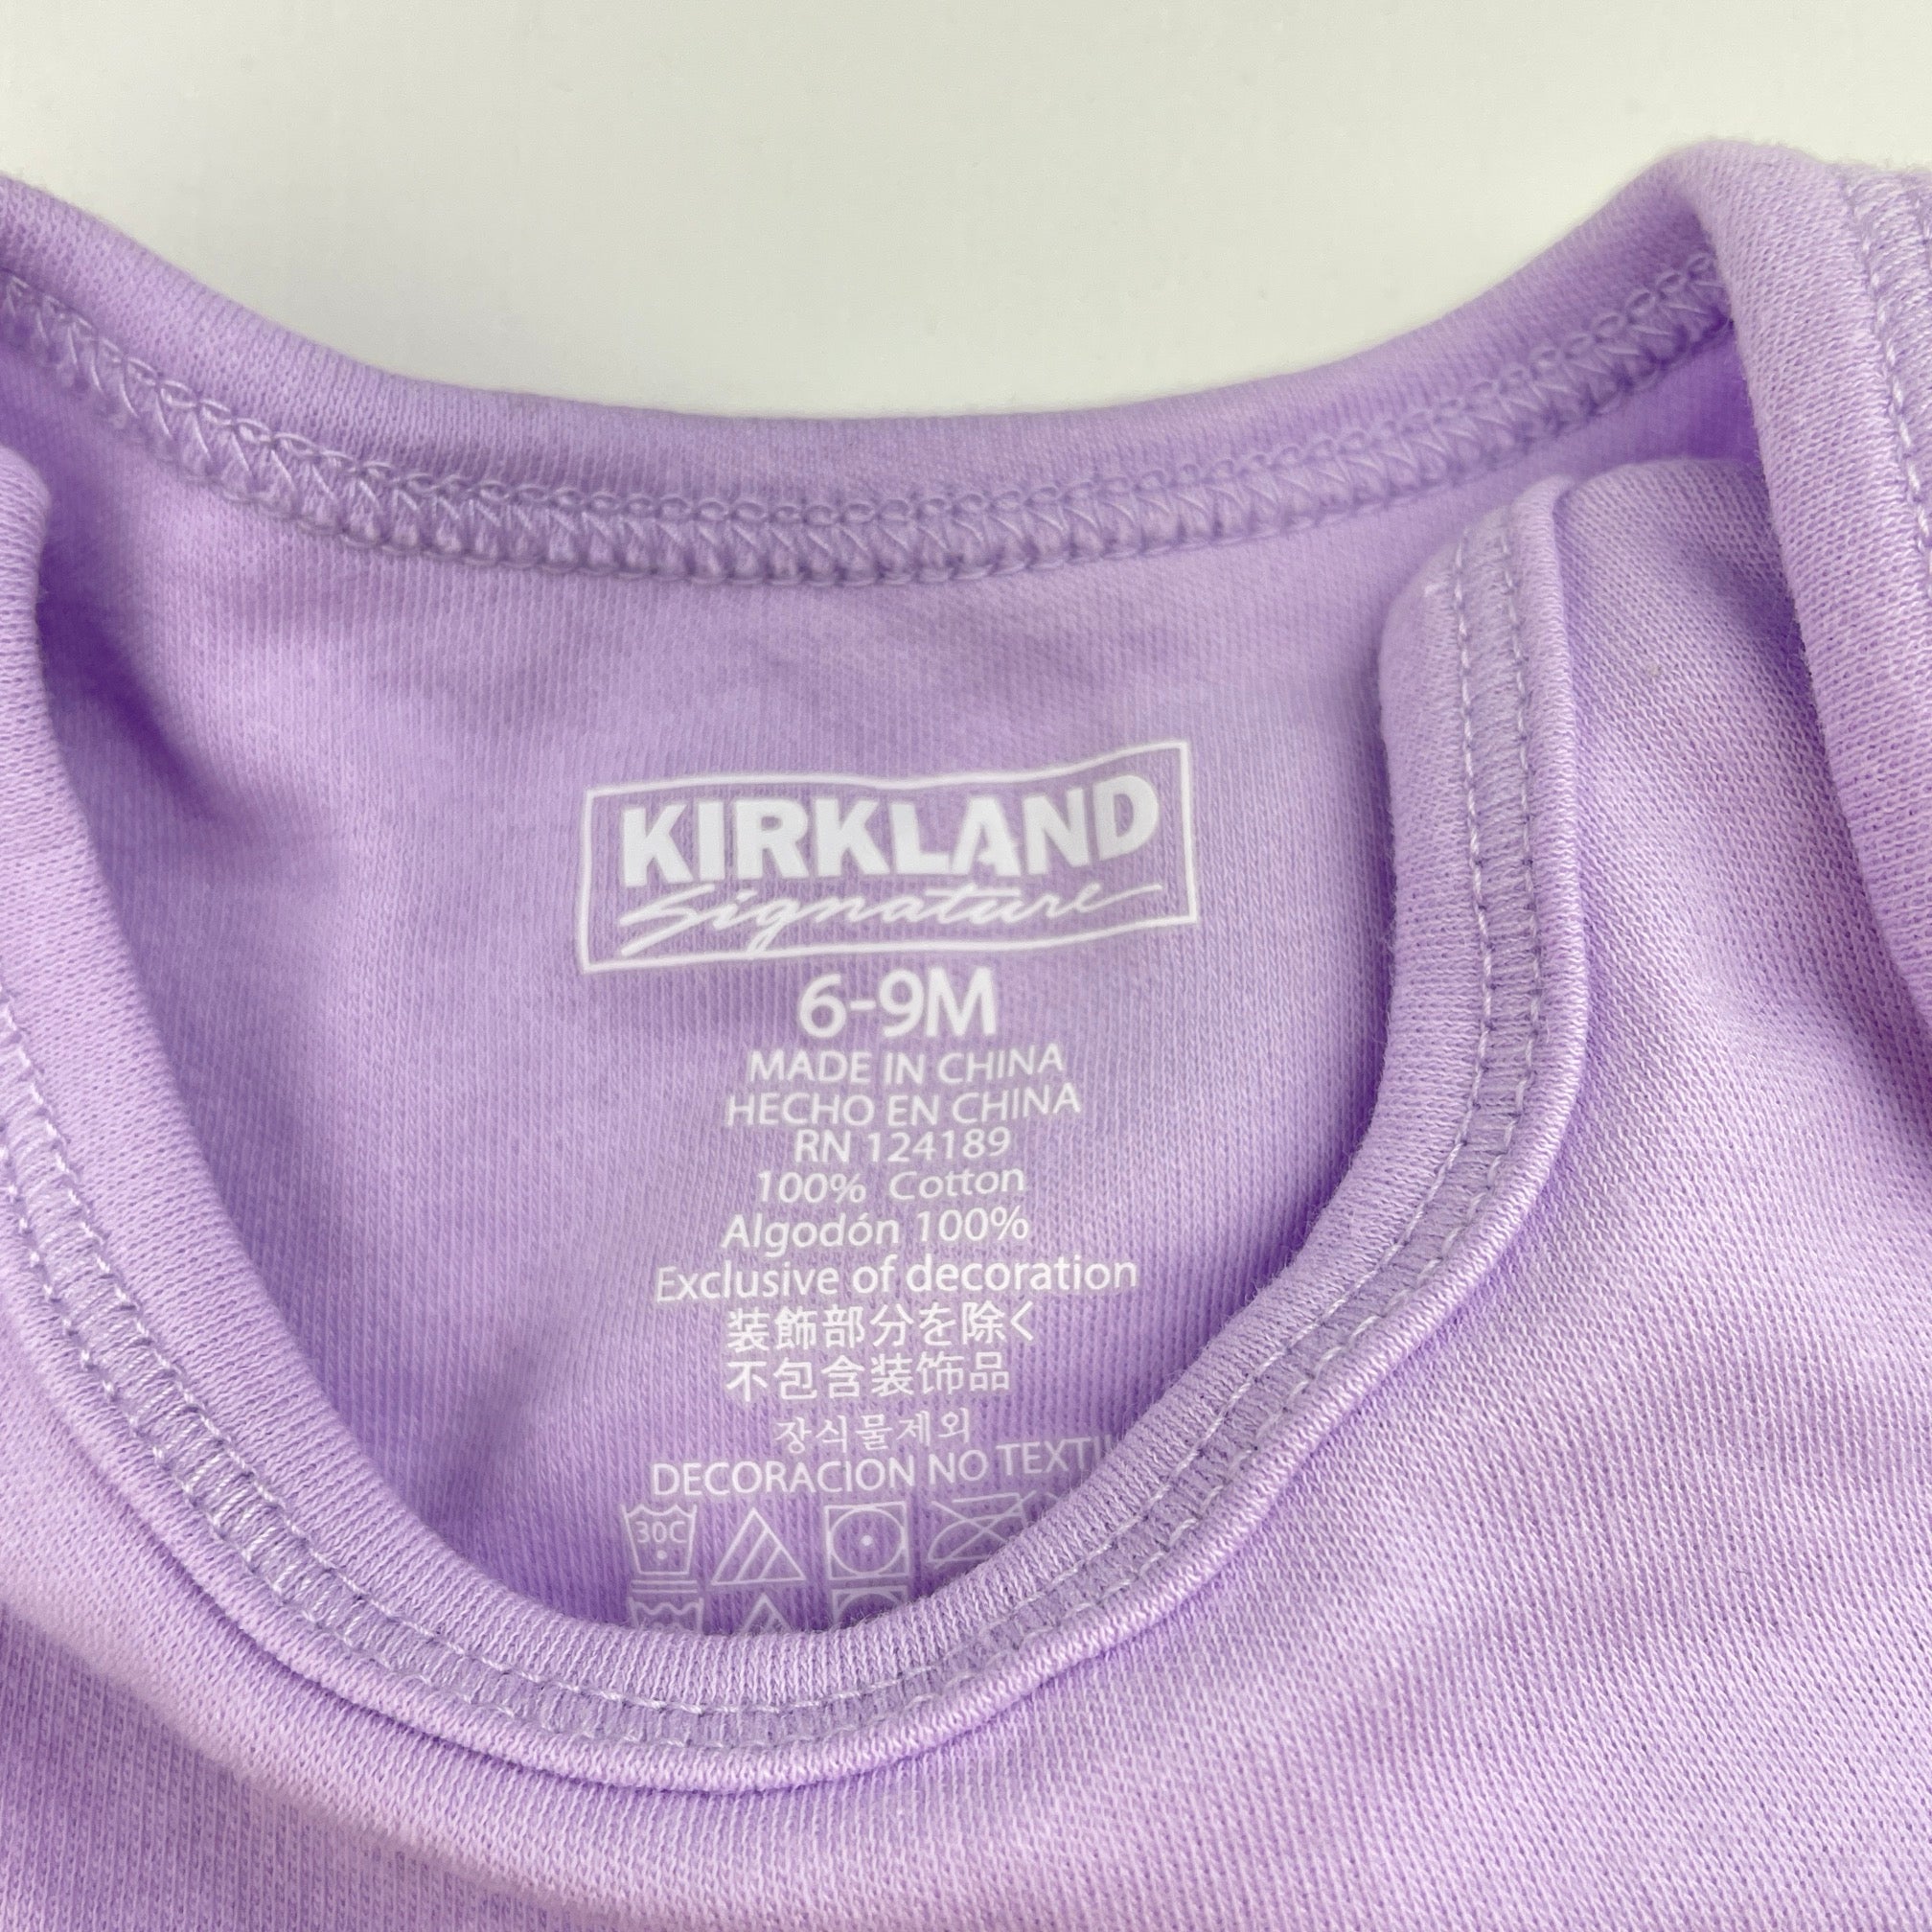 KIRKLAND
Signature
6-9M
MADE IN CHINA
HECHO EN CHINA
RN 124189
100% Cotton
Algodón 100%
Exclusive of decoration
装飾部分を除く
不包含装饰品
장식물제외
DECORACION NO
30C